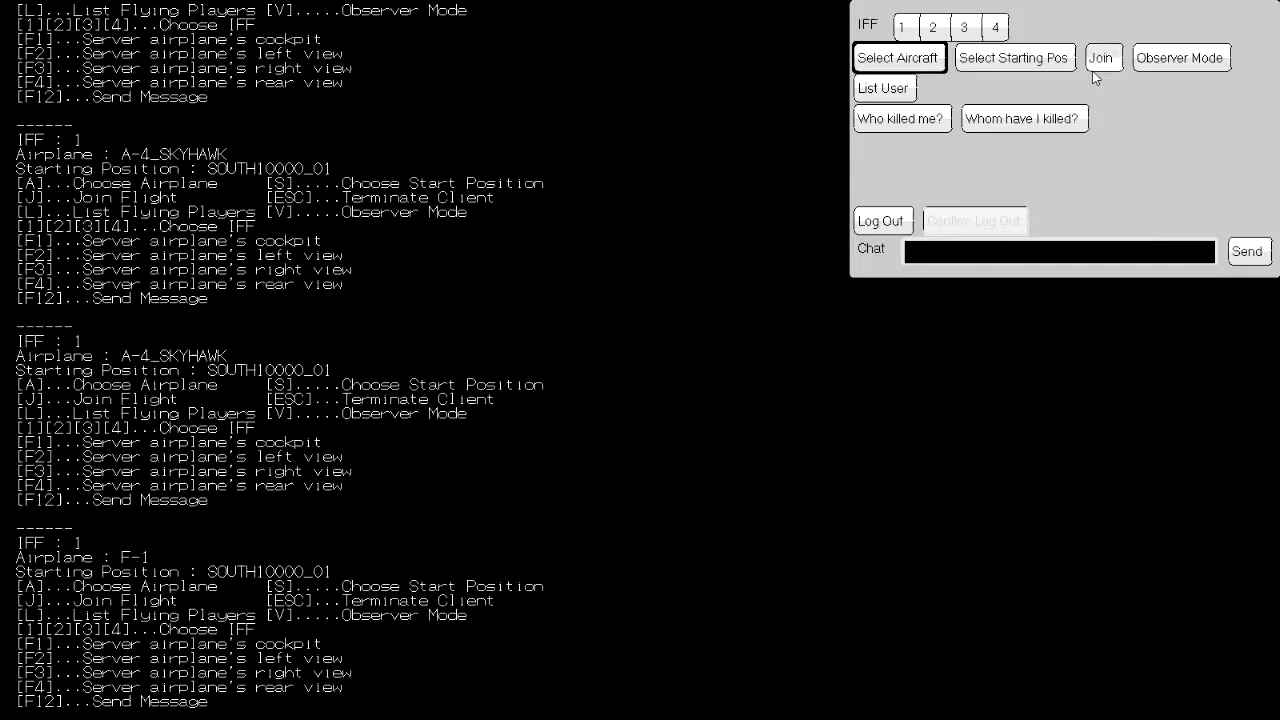 [L]...List Flying Players [V].....Observer Mode
[1][2][3][4]...Choose IFF
[F1]...Server airplane's cockpit
[F2]...Server airplane's left view
[F3]...Server airplane's right view
[F4]...Server airplane's rear view
[F12]...Send Message
------
IFF : 1
Airplane : A-4_SKYHAWK
Starting Position : SOUTH10000_01
[A]...Choose Airplane [S].....Choose Start Position
[J]...Join Flight [ESC]...Terminate Client
[L]...List Flying Players [V].....Observer Mode
[1][2][3][4]...Choose IFF
[F1]...Server airplane's cockpit
[F2]...Server airplane's left view
[F3]...Server airplane's right view
[F4]...Server airplane's rear view
[F12]...Send Message
------
IFF : 1
Airplane : A-4_SKYHAWK
Starting Position : SOUTH10000_01
[A]...Choose Airplane [S].....Choose Start Position
[J]...Join Flight [ESC]...Terminate Client
[L]...List Flying Players [V].....Observer Mode
[1][2][3][4]...Choose IFF
[F1]...Server airplane's cockpit
[F2]...Server airplane's left view
[F3]...Server airplane's right view
[F4]...Server airplane's rear view
[F12]...Send Message
------
IFF : 1
Airplane : F-1
Starting Position : SOUTH10000_01
[A]...Choose Airplane [S].....Choose Start Position
[J]...Join Flight [ESC]...Terminate Client
[L]...List Flying Players [V].....Observer Mode
[1][2][3][4]...Choose IFF
[F1]...Server airplane's cockpit
[F2]...Server airplane's left view
[F3]...Server airplane's right view
[F4]...Server airplane's rear view
[F12]...Send Message
IFF 1 2 3 4
Select Aircraft Select Starting Pos Join Observer Mode
List User
Who killed me? Whom have I killed?
Log Out Confirm Log Out
Chat Send